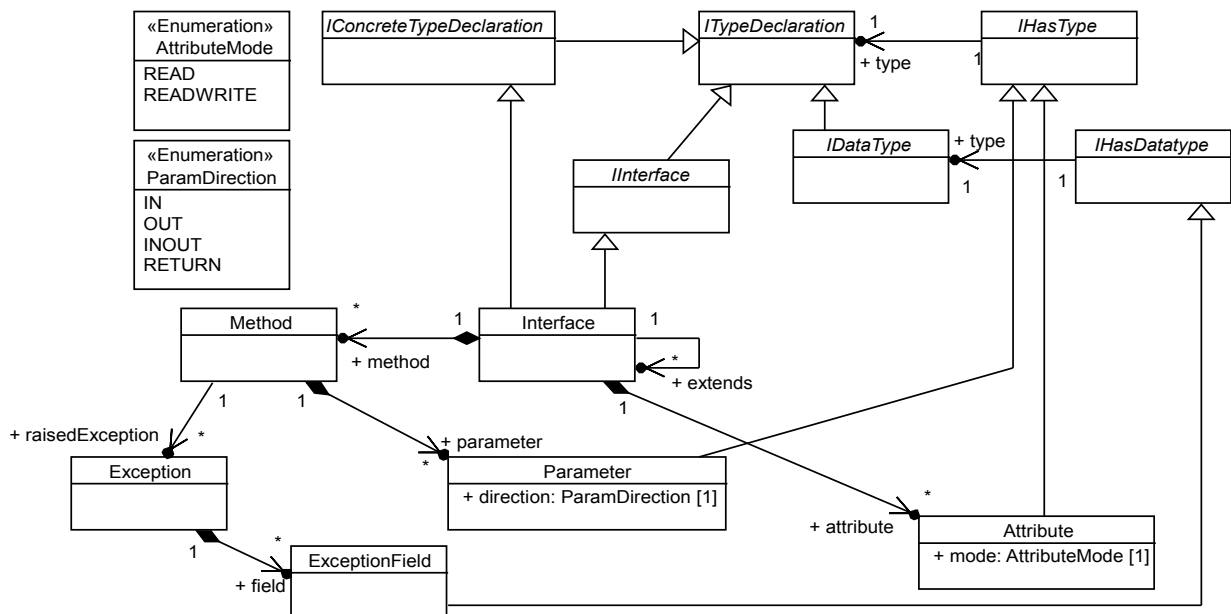 «Enumeration»
AttributeMode
READ
READWRITE
«Enumeration»
ParamDirection
IN
OUT
INOUT
RETURN
IConcreteTypeDeclaration
ITypeDeclaration
1
+ type
1
IHasType
IInterface
IDataType
+ type
1
1
IHasDatatype
Method
*
+ method
1
Interface
1
*
+ extends
1
1
1
+ raisedException
*
+ parameter
*
Exception
Parameter
+ direction: ParamDirection [1]
*
+ attribute
Attribute
+ mode: AttributeMode [1]
1
*
+ field
ExceptionField